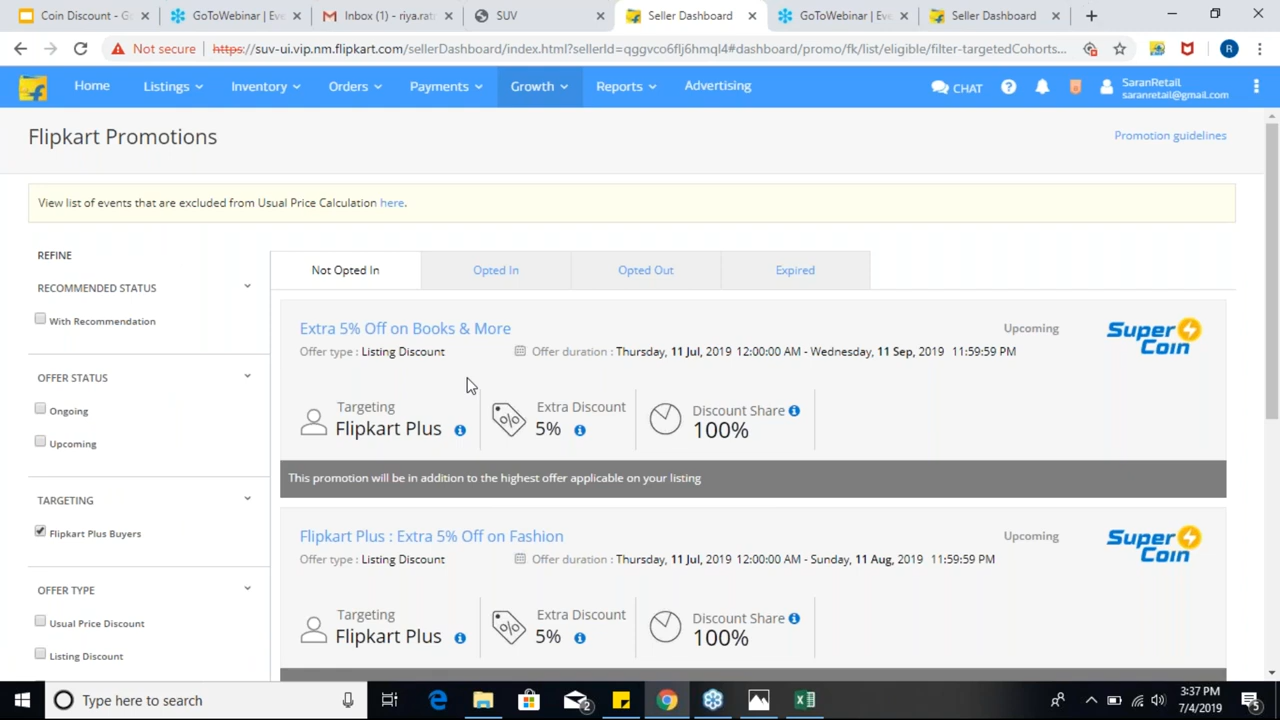 Coin Discount - G
GoToWebinar | Eve
Inbox (1) - riya.rat
SUV
Seller Dashboard
GoToWebinar | Eve
Seller Dashboard
Not secure
https://suv-ui.vip.nm.flipkart.com/sellerDashboard/index.html?sellerId=qggvco6flj6hmql4#dashboard/promo/fk/list/eligible/filter-targetedCohorts...
R
Home
Listings
Inventory
Orders
Payments
Growth
Reports
Advertising
CHAT
SaranRetail
saranretail@gmail.com
Flipkart Promotions
Promotion guidelines
View list of events that are excluded from Usual Price Calculation here.
REFINE
RECOMMENDED STATUS
With Recommendation
OFFER STATUS
Ongoing
Upcoming
TARGETING
Flipkart Plus Buyers
OFFER TYPE
Usual Price Discount
Listing Discount
Not Opted In
Opted In
Opted Out
Expired
Extra 5% Off on Books & More
Upcoming
Super Coin
Offer type : Listing Discount
Offer duration : Thursday, 11 Jul, 2019 12:00:00 AM - Wednesday, 11 Sep, 2019 11:59:59 PM
Targeting
Flipkart Plus
Extra Discount
5%
Discount Share
100%
This promotion will be in addition to the highest offer applicable on your listing
Flipkart Plus : Extra 5% Off on Fashion
Upcoming
Super Coin
Offer type : Listing Discount
Offer duration : Thursday, 11 Jul, 2019 12:00:00 AM - Sunday, 11 Aug, 2019 11:59:59 PM
Targeting
Flipkart Plus
Extra Discount
5%
Discount Share
100%
Type here to search
2
3:37 PM
7/4/2019
5